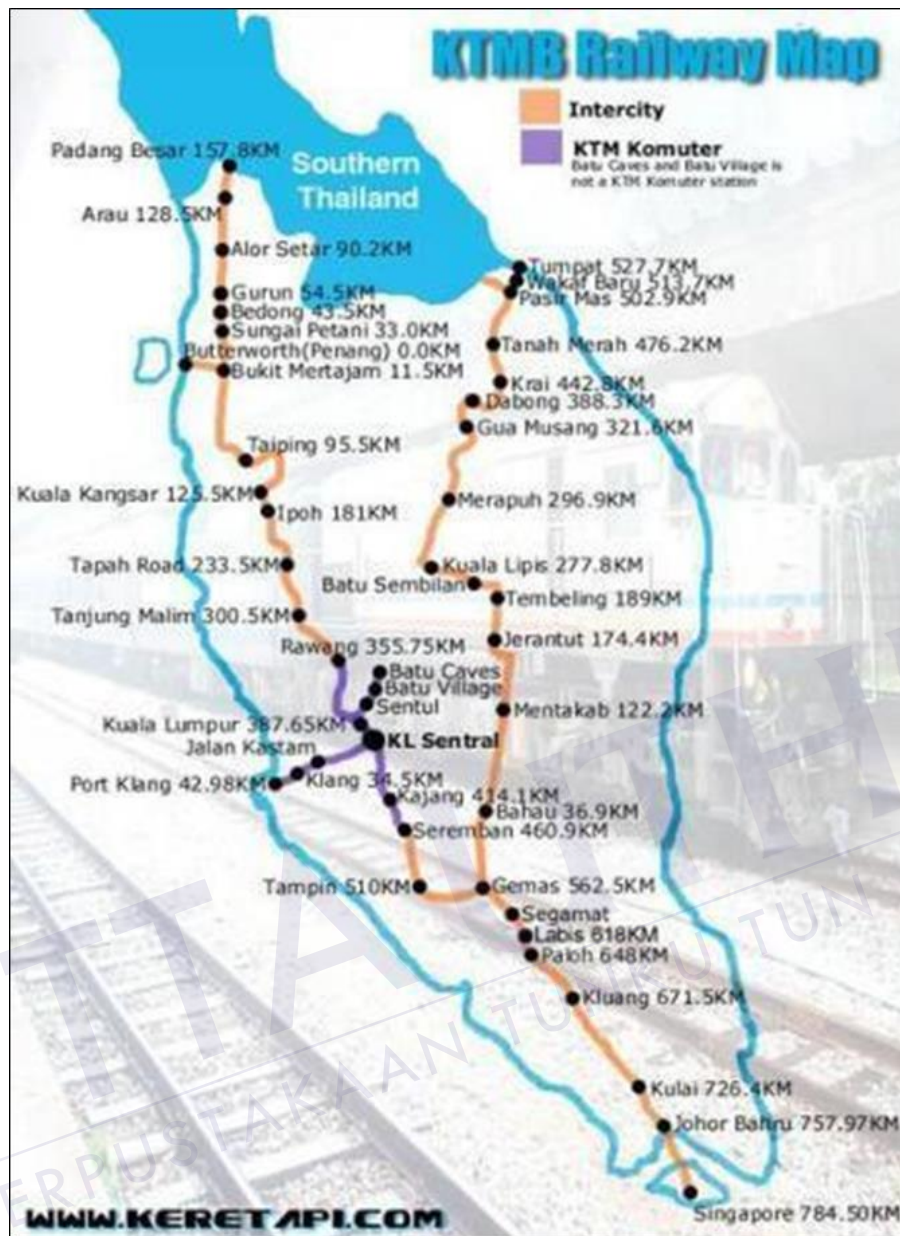 KTMB Railway Map
Intercity
KTM Komuter
Batu Caves and Batu Village is
not a KTM Komuter station
Southern
Thailand
Padang Besar 157.8KM
Arau 128.5KM
Alor Setar 90.2KM
Gurun 54.5KM
Bedong 43.5KM
Sungai Petani 33.0KM
Butterworth(Penang) 0.0KM
Bukit Mertajam 11.5KM
Taiping 95.5KM
Kuala Kangsar 125.5KM
Ipoh 181KM
Tapah Road 233.5KM
Tanjung Malim 300.5KM
Rawang 355.75KM
Batu Caves
Batu Village
Sentul
Kuala Lumpur 387.65KM
KL Sentral
Jalan Kastam
Klang 34.5KM
Port Klang 42.98KM
Kajang 414.1KM
Seremban 460.9KM
Tampin 510KM
Tumpat 527.7KM
Wakaf Baru 513.7KM
Pasir Mas 502.9KM
Tanah Merah 476.2KM
Krai 442.8KM
Dabong 388.3KM
Gua Musang 321.6KM
Merapuh 296.9KM
Kuala Lipis 277.8KM
Batu Sembilan
Tembeling 189KM
Jerantut 174.4KM
Mentakab 122.2KM
Bahau 36.9KM
Gemas 562.5KM
Segamat
Labis 618KM
Paloh 648KM
Kluang 671.5KM
Kulai 726.4KM
Johor Bahru 757.97KM
Singapore 784.50KM
WWW.KERETAPI.COM
PERPUSTAKAAN TUNKU TUN